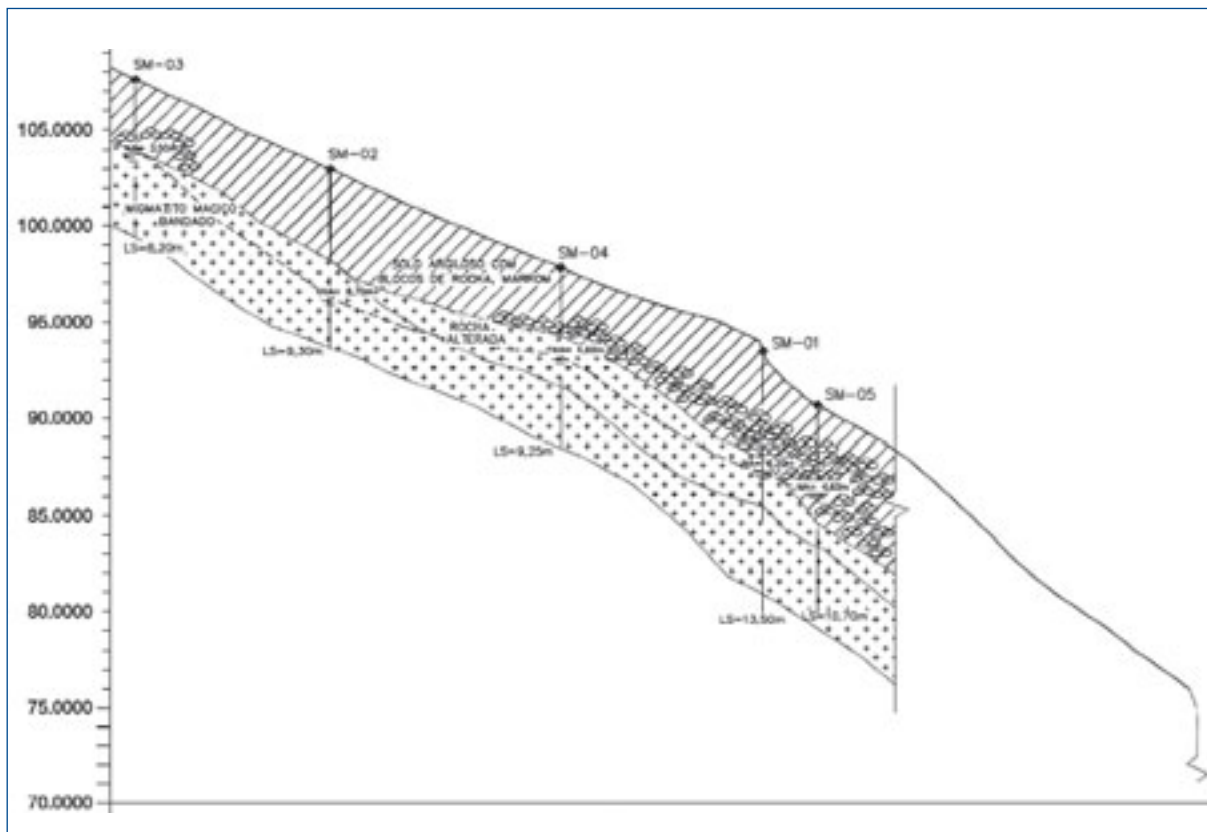 SM-03
105.0000
SM-02
MIGMATITO MACIÇO
BANDADO
100.0000
LS=8,20m
SM-04
SOLO ARGILOSO COM
BLOCOS DE ROCHA, MARROM
95.0000
ROCHA
ALTERADA
SM-01
LS=9,30m
SM-05
90.0000
LS=9,25m
85.0000
80.0000
LS=13,50m
LS=10,70m
75.0000
70.0000